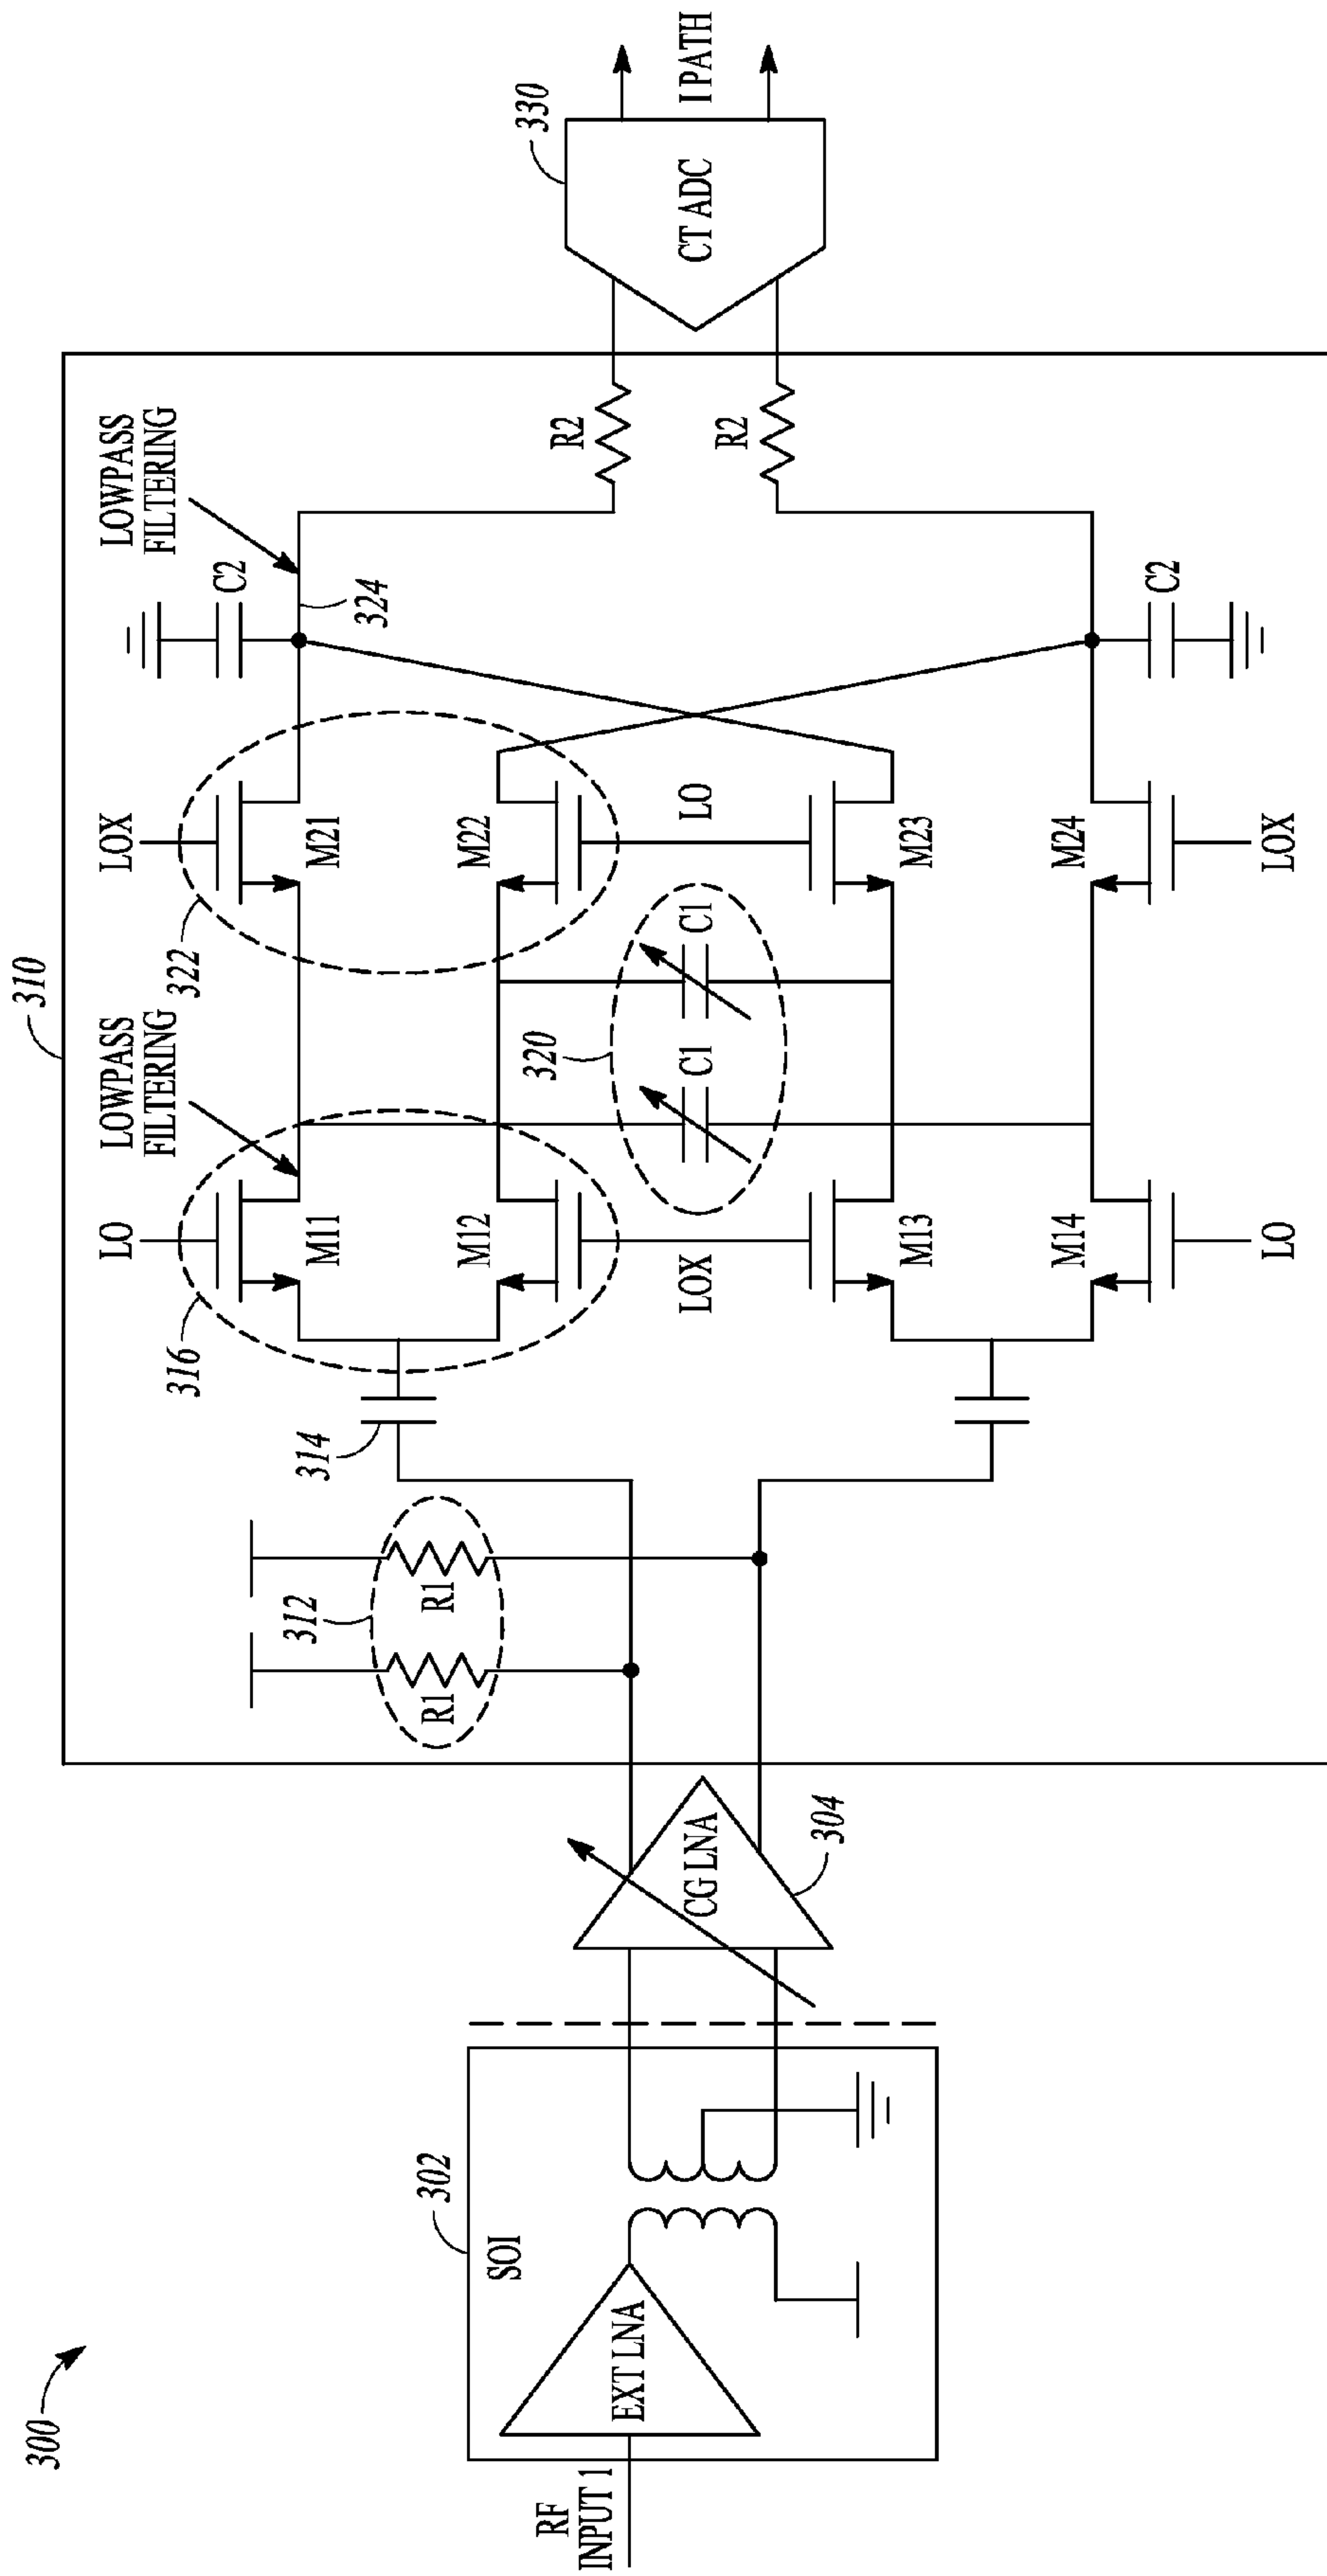 300
RF
INPUT 1
EXT LNA
SOI
302
CG LNA
304
310
312
R1
R1
314
316
LO
M11
M12
LOX
M13
M14
LO
LOWPASS
FILTERING
320
C1
C1
322
LOX
M21
M22
LO
M23
M24
LOX
LOWPASS
FILTERING
324
C2
C2
R2
R2
330
CT ADC
I PATH